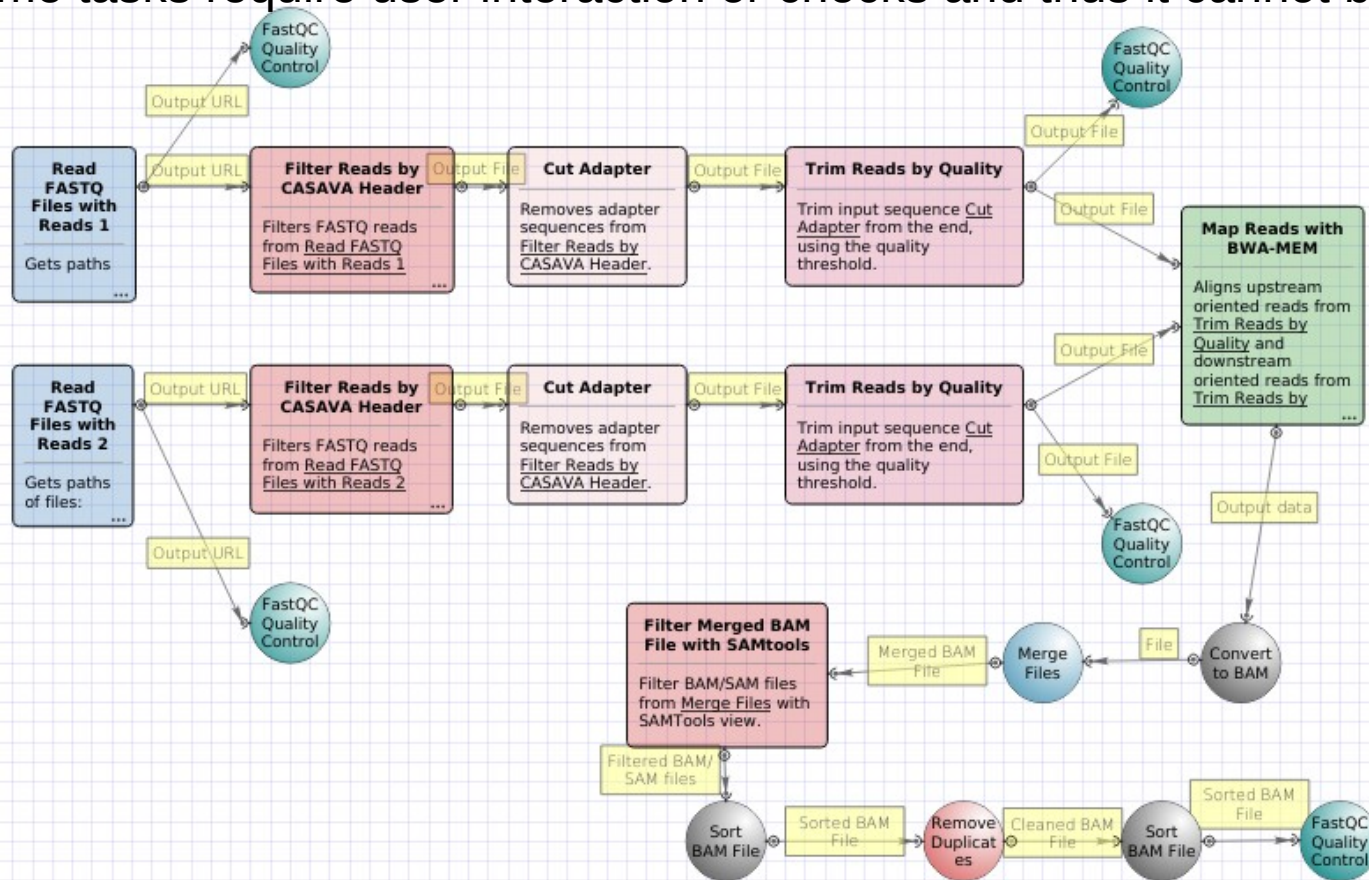 me tasks require user interaction or checks and thus it cannot b
FastQC
Quality
Control
Output URL
Output URL
Read
FASTQ
Files with
Reads 1
Gets paths
...
Filter Reads by
CASAVA Header
Filters FASTQ reads
from Read FASTQ
Files with Reads 1
...
Output File
Cut Adapter
Removes adapter
sequences from
Filter Reads by
CASAVA Header.
Output File
Trim Reads by Quality
Trim input sequence Cut
Adapter from the end,
using the quality
threshold.
Output File
FastQC
Quality
Control
Output File
Map Reads with
BWA-MEM
Aligns upstream
oriented reads from
Trim Reads by
Quality and
downstream
oriented reads from
Trim Reads by
...
Read
FASTQ
Files with
Reads 2
Gets paths
of files:
...
Output URL
Output URL
FastQC
Quality
Control
Filter Reads by
CASAVA Header
Filters FASTQ reads
from Read FASTQ
Files with Reads 2
...
Output File
Cut Adapter
Removes adapter
sequences from
Filter Reads by
CASAVA Header.
Output File
Trim Reads by Quality
Trim input sequence Cut
Adapter from the end,
using the quality
threshold.
Output File
Output File
FastQC
Quality
Control
Output data
Convert
to BAM
File
Merge
Files
Merged BAM
File
Filter Merged BAM
File with SAMtools
Filter BAM/SAM files
from Merge Files with
SAMTools view.
Filtered BAM/
SAM files
Sort
BAM File
Sorted BAM
File
Remove
Duplicat
es
Cleaned BAM
File
Sort
BAM File
Sorted BAM
File
FastQC
Quality
Control